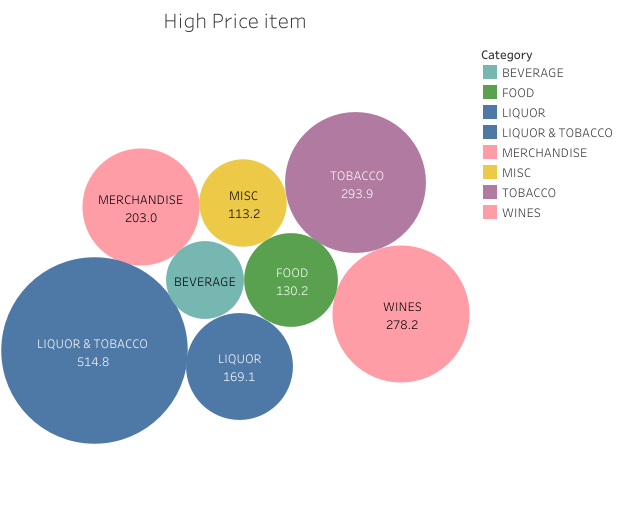 High Price item
Category
BEVERAGE
FOOD
LIQUOR
LIQUOR & TOBACCO
MERCHANDISE
MISC
TOBACCO
WINES
TOBACCO
293.9
MERCHANDISE
203.0
MISC
113.2
BEVERAGE
FOOD
130.2
WINES
278.2
LIQUOR & TOBACCO
514.8
LIQUOR
169.1